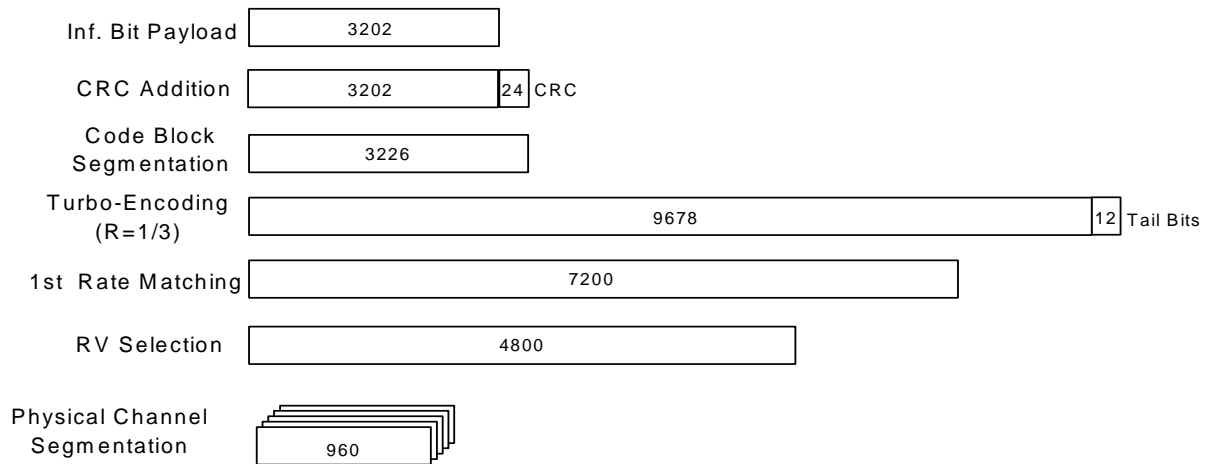 Inf. Bit Payload 3202
CRC Addition 3202 24 CRC
Code Block
Segmentation 3226
Turbo-Encoding
(R=1/3) 9678 12 Tail Bits
1st Rate Matching 7200
RV Selection 4800
Physical Channel
Segmentation 960